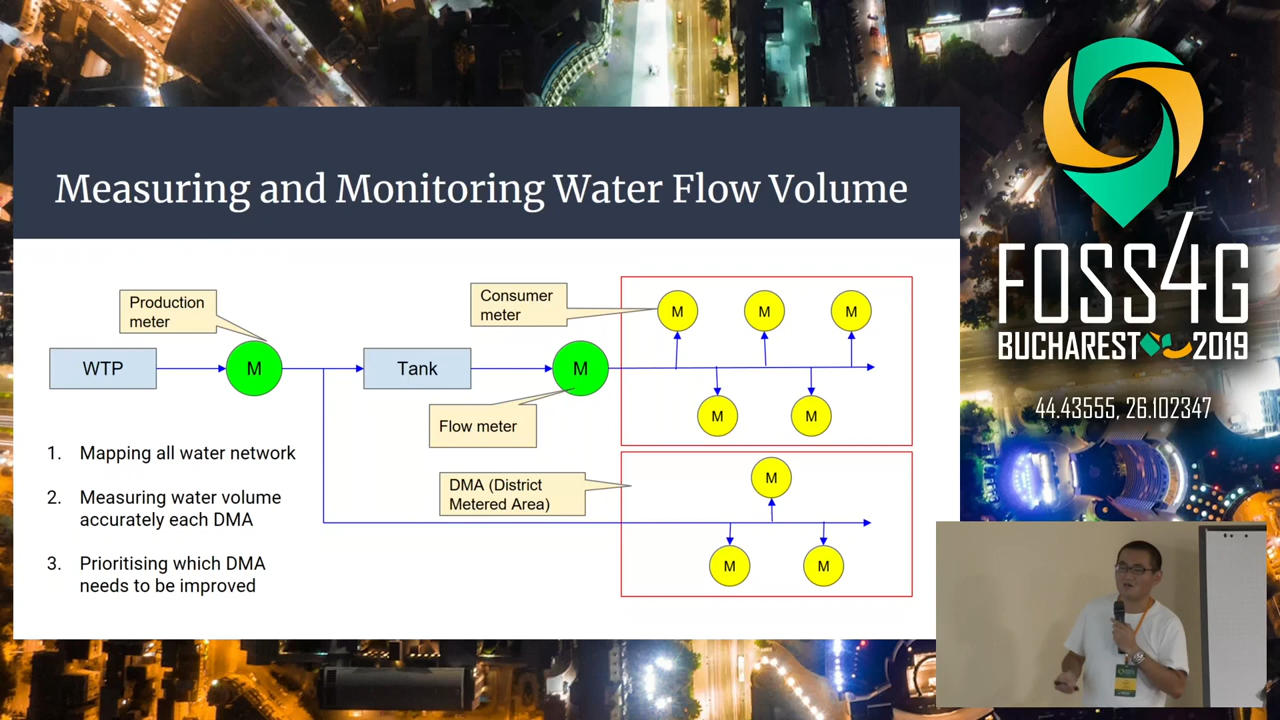 Measuring and Monitoring Water Flow Volume
Production
meter
Consumer
meter
M
M
M
WTP
M
Tank
M
M
M
Flow meter
DMA (District
Metered Area)
M
M
M
1. Mapping all water network
2. Measuring water volume
accurately each DMA
3. Prioritising which DMA
needs to be improved
FOSS4G
BUCHAREST 2019
44.43555, 26.102347